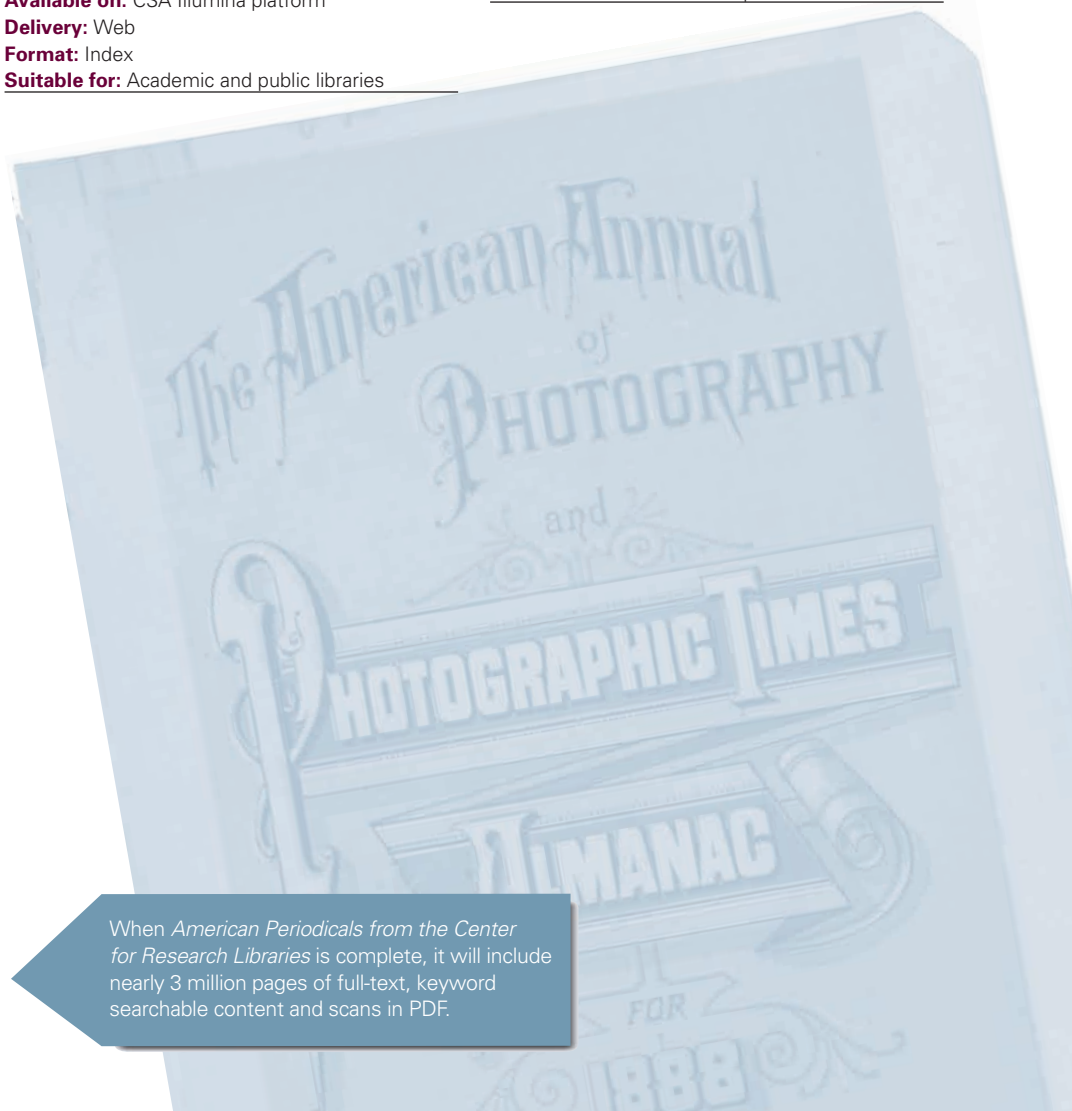 Available on: CSA Illumina platform
Delivery: Web
Format: Index
Suitable for: Academic and public libraries
The American Annual
of
PHOTOGRAPHY
and
PHOTOGRAPHIC TIMES
ALMANAC
FOR
1888
When American Periodicals from the Center
for Research Libraries is complete, it will include
nearly 3 million pages of full-text, keyword
searchable content and scans in PDF.